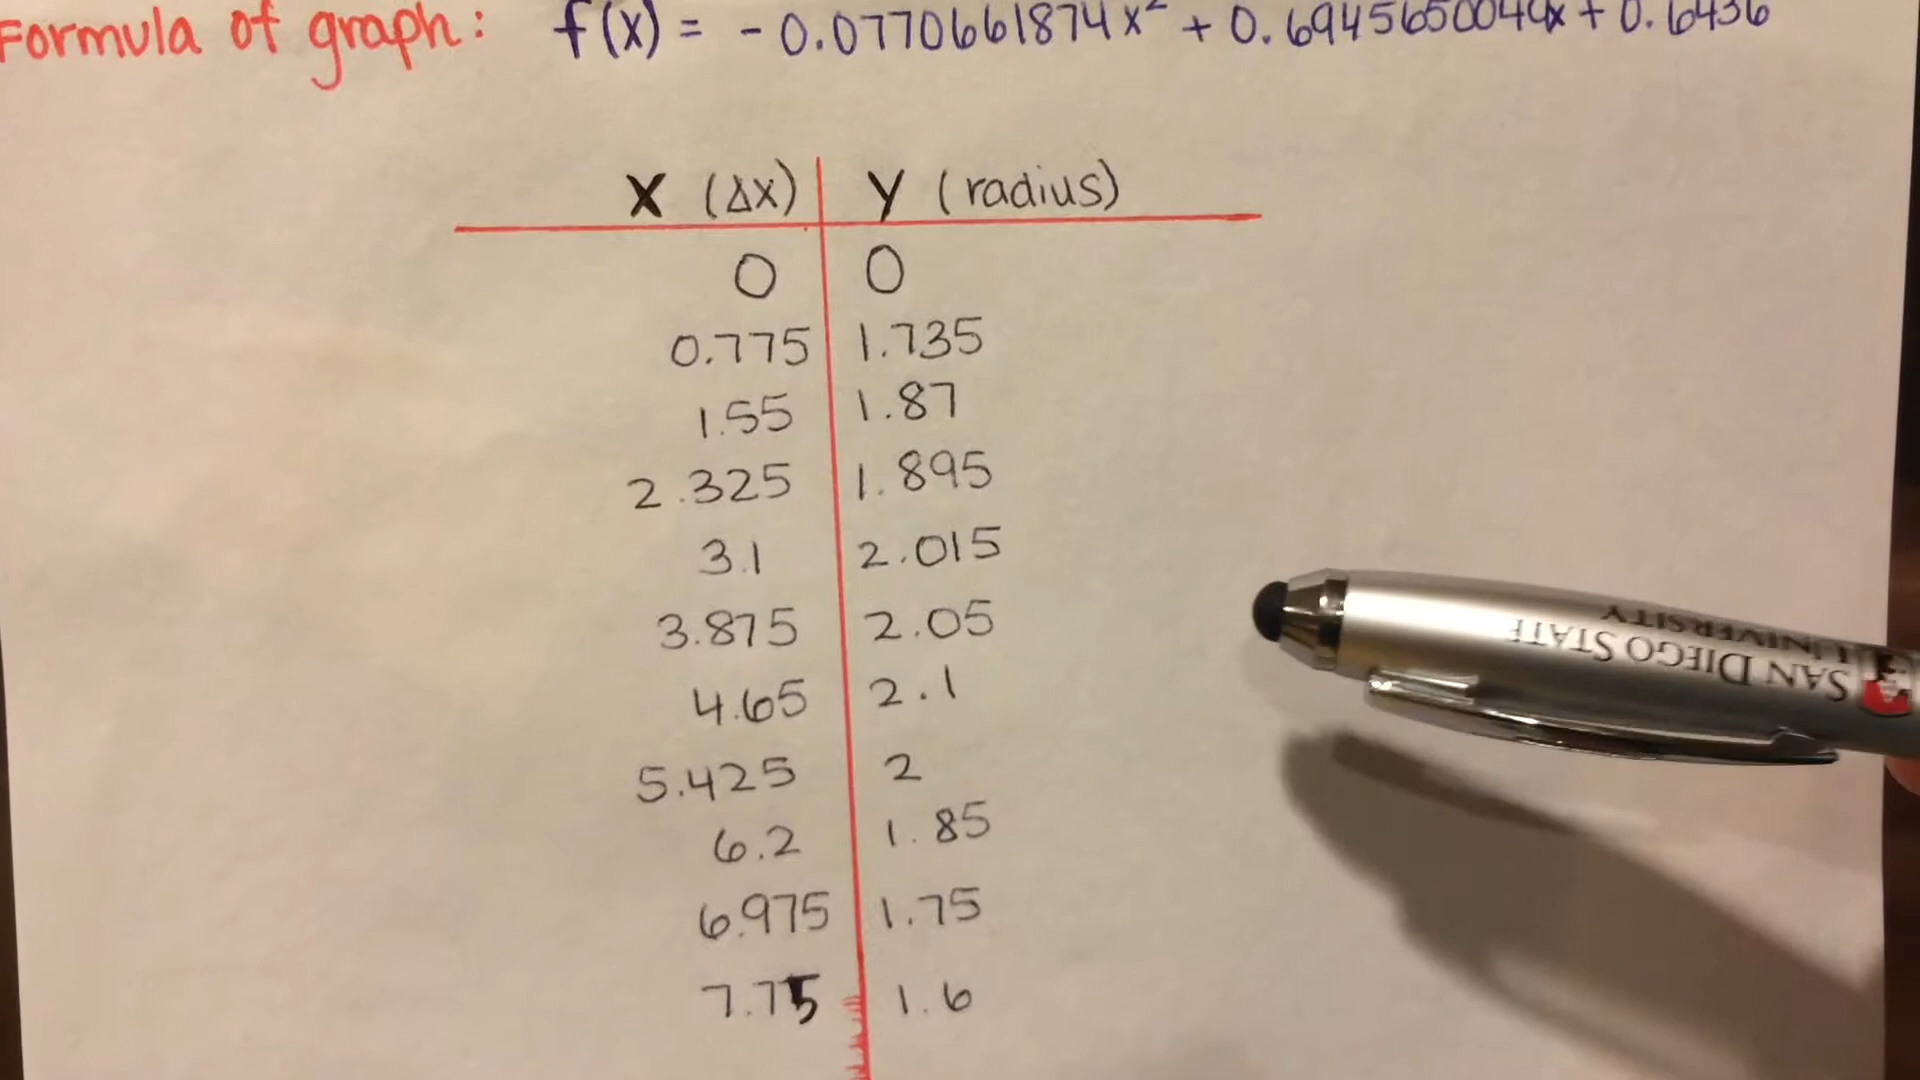 Formula of graph: f(x) = -0.0770661874x² + 0.6945650044x + 0.6436
X (Δx) Y (radius)
0 0
0.775 1.735
1.55 1.87
2.325 1.895
3.1 2.015
3.875 2.05
4.65 2.1
5.425 2
6.2 1.85
6.975 1.75
7.75 1.6
SAN DIEGO STATE
UNIVERSITY